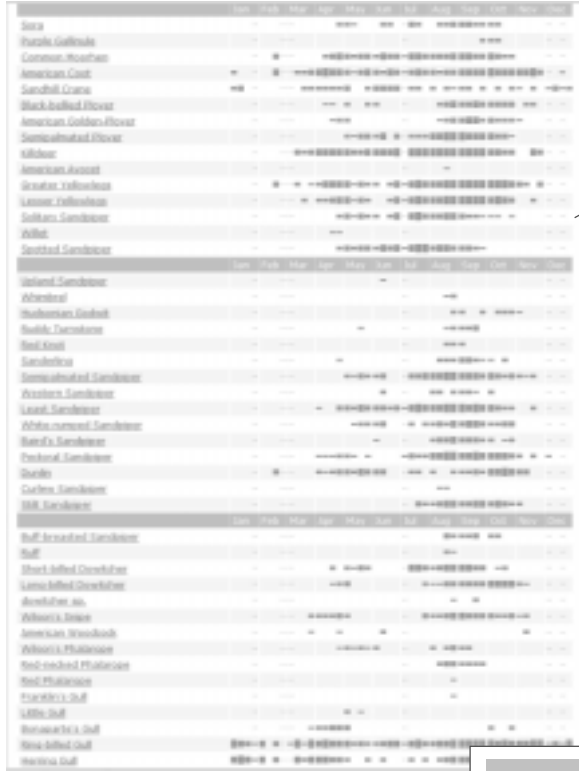 Jan Feb Mar Apr May Jun Jul Aug Sep Oct Nov Dec
Sora
Purple Gallinule
Common Moorhen
American Coot
Sandhill Crane
Black-bellied Plover
American Golden-Plover
Semipalmated Plover
Killdeer
American Avocet
Greater Yellowlegs
Lesser Yellowlegs
Solitary Sandpiper
Willet
Spotted Sandpiper
Jan Feb Mar Apr May Jun Jul Aug Sep Oct Nov Dec
Upland Sandpiper
Whimbrel
Hudsonian Godwit
Ruddy Turnstone
Red Knot
Sanderling
Semipalmated Sandpiper
Western Sandpiper
Least Sandpiper
White-rumped Sandpiper
Baird's Sandpiper
Pectoral Sandpiper
Dunlin
Curlew Sandpiper
Stilt Sandpiper
Jan Feb Mar Apr May Jun Jul Aug Sep Oct Nov Dec
Buff-breasted Sandpiper
Ruff
Short-billed Dowitcher
Long-billed Dowitcher
dowitcher sp.
Wilson's Snipe
American Woodcock
Wilson's Phalarope
Red-necked Phalarope
Red Phalarope
Franklin's Gull
Little Gull
Bonaparte's Gull
Ring-billed Gull
Herring Gull